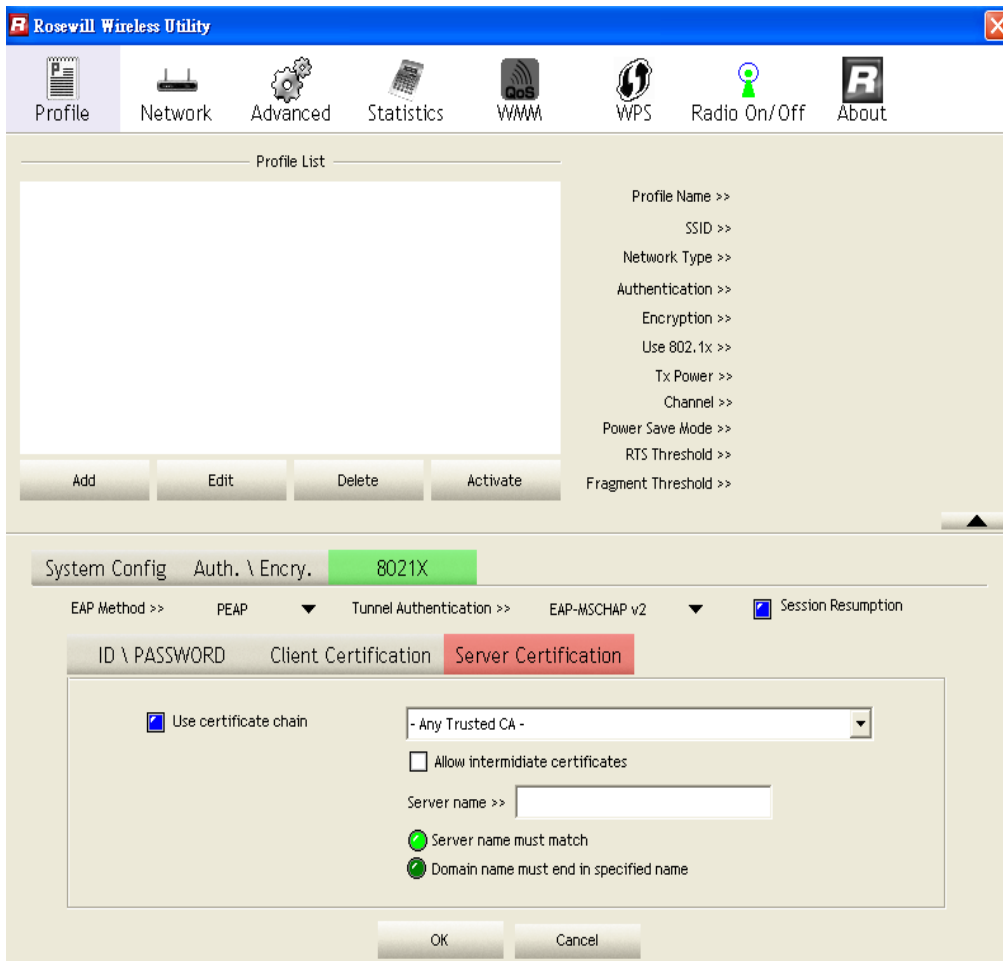 R Rosewill Wireless Utility
P
QoS
R
Profile Network Advanced Statistics WMM WPS Radio On/Off About
Profile List
Profile Name >>
SSID >>
Network Type >>
Authentication >>
Encryption >>
Use 802.1x >>
Tx Power >>
Channel >>
Power Save Mode >>
RTS Threshold >>
Fragment Threshold >>
Add Edit Delete Activate
System Config Auth. \ Encry. 8021X
EAP Method >> PEAP Tunnel Authentication >> EAP-MSCHAP v2 Session Resumption
ID \ PASSWORD Client Certification Server Certification
Use certificate chain - Any Trusted CA -
Allow intermidiate certificates
Server name >>
Server name must match
Domain name must end in specified name
OK Cancel